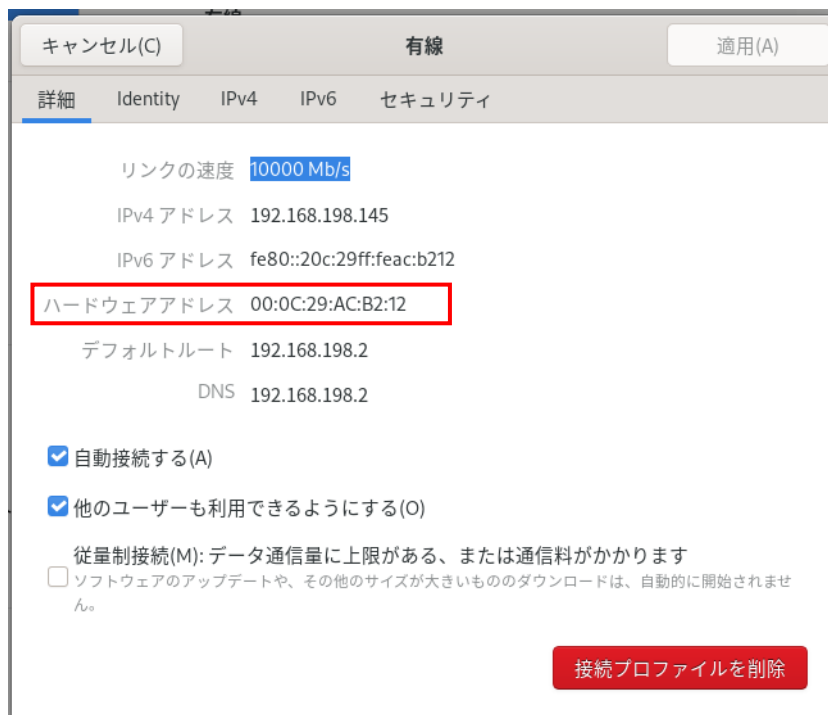 有線
キャンセル(C) 有線 適用(A)
詳細 Identity IPv4 IPv6 セキュリティ
リンクの速度 10000 Mb/s
IPv4 アドレス 192.168.198.145
IPv6 アドレス fe80::20c:29ff:feac:b212
ハードウェアアドレス 00:0C:29:AC:B2:12
デフォルトルート 192.168.198.2
DNS 192.168.198.2
自動接続する(A)
他のユーザーも利用できるようにする(O)
従量制接続(M): データ通信量に上限がある、または通信料がかかります
ソフトウェアのアップデートや、その他のサイズが大きいもののダウンロードは、自動的に開始されませ
ん。
接続プロファイルを削除